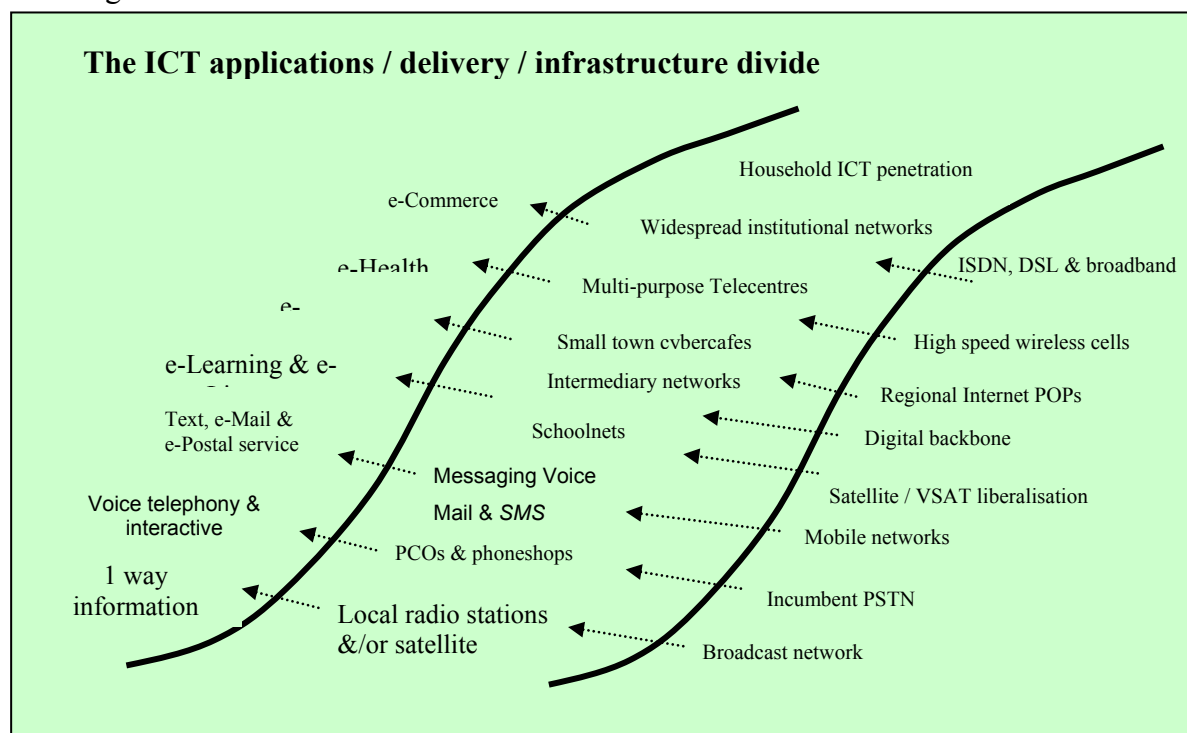 The ICT applications / delivery / infrastructure divide
Household ICT penetration
e-Commerce
Widespread institutional networks
e-Health
ISDN, DSL & broadband
Multi-purpose Telecentres
e-
Small town cybercafes
High speed wireless cells
e-Learning & e-
Intermediary networks
Regional Internet POPs
Text, e-Mail &
e-Postal service
Schoolnets
Digital backbone
Messaging Voice
Mail & SMS
Satellite / VSAT liberalisation
Voice telephony &
interactive
Mobile networks
PCOs & phoneshops
1 way
information
Incumbent PSTN
Local radio stations
&/or satellite
Broadcast network